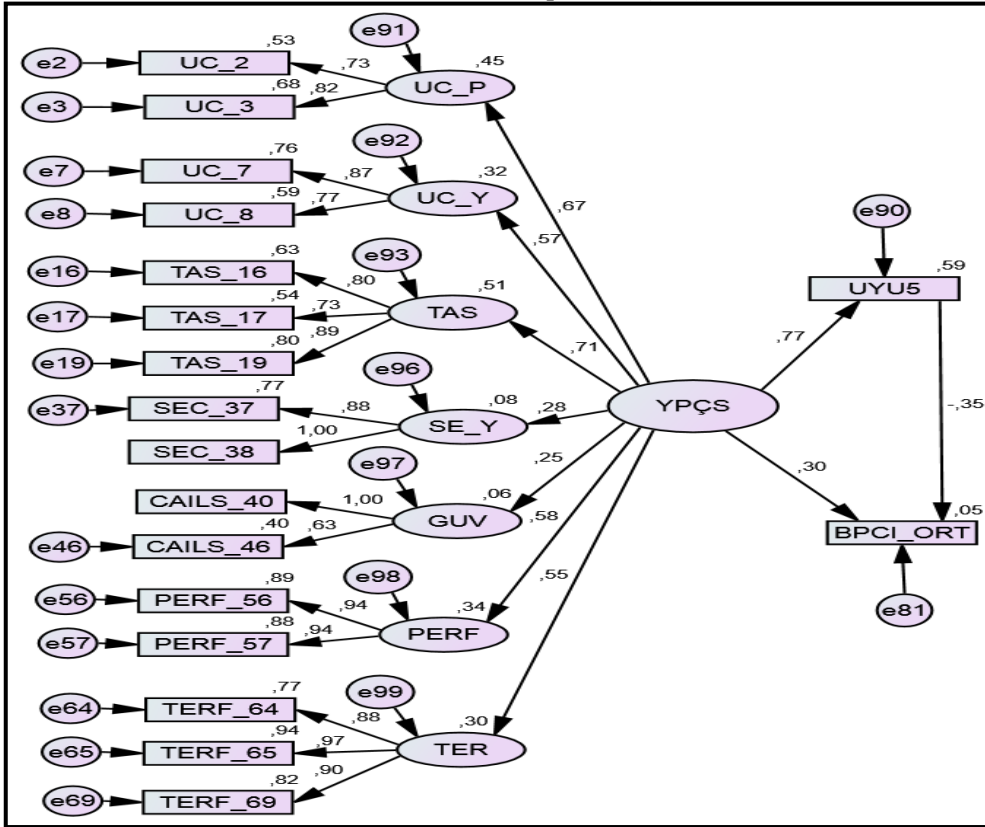 e91
,53
e2
UC_2
,73
,45
UC_P
,68
,82
e3
UC_3
e92
,76
e7
UC_7
,87
,32
UC_Y
,59
,77
e8
UC_8
,67
,57
e90
,63
e93
e16
TAS_16
,80
,51
,59
UYU5
,54
,73
TAS
e17
TAS_17
,89
,80
,71
,77
e19
TAS_19
e96
,77
YPÇS
e37
SEC_37
,88
,08
,28
SE_Y
-,35
1,00
SEC_38
e97
,25
,30
CAILS_40
1,00
,06
,58
,05
GUV
,40
,63
BPCI_ORT
e46
CAILS_46
e98
,55
,89
e56
PERF_56
,94
,34
e81
,88
,94
PERF
e57
PERF_57
,77
e99
e64
TERF_64
,88
,30
,94
,97
TER
e65
TERF_65
,90
,82
e69
TERF_69